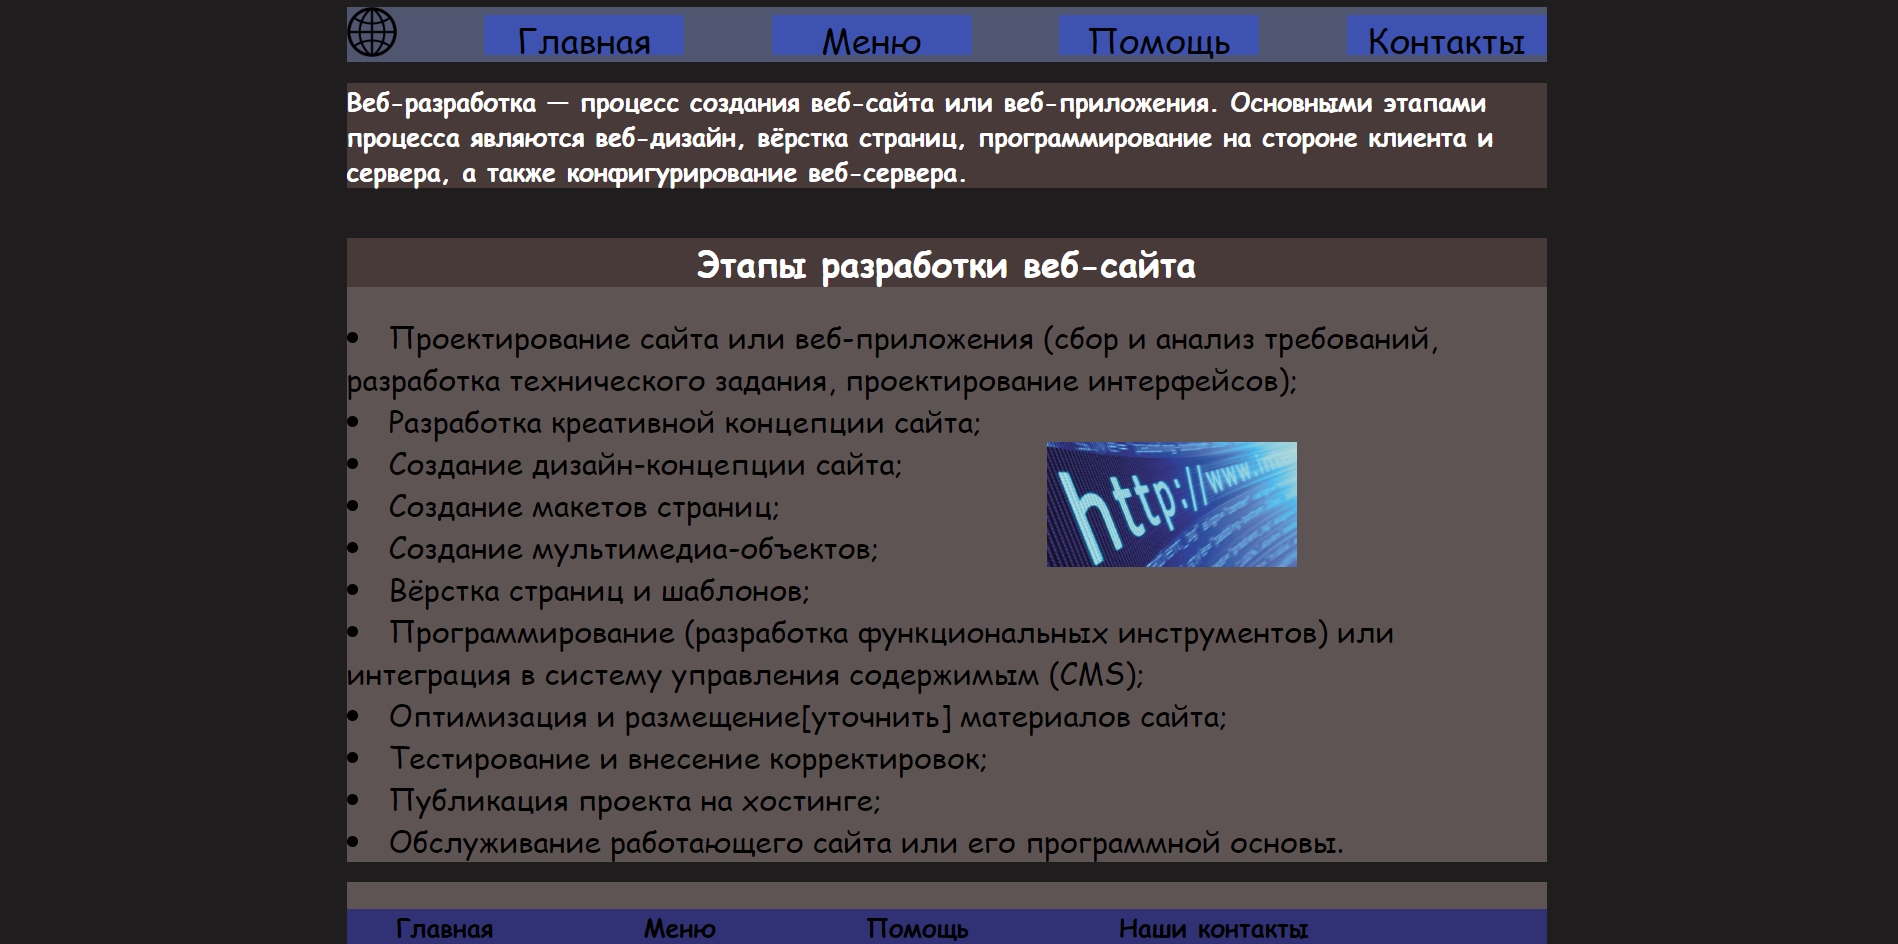 Главная Меню Помощь Контакты
Веб-разработка — процесс создания веб-сайта или веб-приложения. Основными этапами
процесса являются веб-дизайн, вёрстка страниц, программирование на стороне клиента и
сервера, а также конфигурирование веб-сервера.
Этапы разработки веб-сайта
• Проектирование сайта или веб-приложения (сбор и анализ требований,
разработка технического задания, проектирование интерфейсов);
• Разработка креативной концепции сайта;
• Создание дизайн-концепции сайта;
• Создание макетов страниц;
• Создание мультимедиа-объектов;
• Вёрстка страниц и шаблонов;
• Программирование (разработка функциональных инструментов) или
интеграция в систему управления содержимым (CMS);
• Оптимизация и размещение[уточнить] материалов сайта;
• Тестирование и внесение корректировок;
• Публикация проекта на хостинге;
• Обслуживание работающего сайта или его программной основы.
http://www.
Главная Меню Помощь Наши контакты